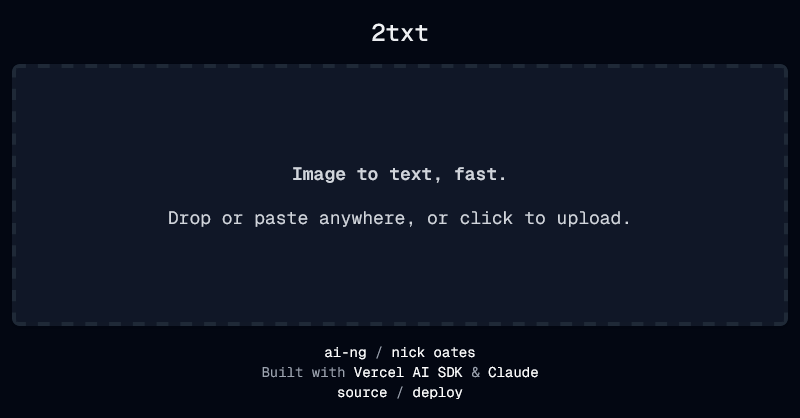 2txt
Image to text, fast.
Drop or paste anywhere, or click to upload.
ai-ng / nick oates
Built with Vercel AI SDK & Claude
source / deploy